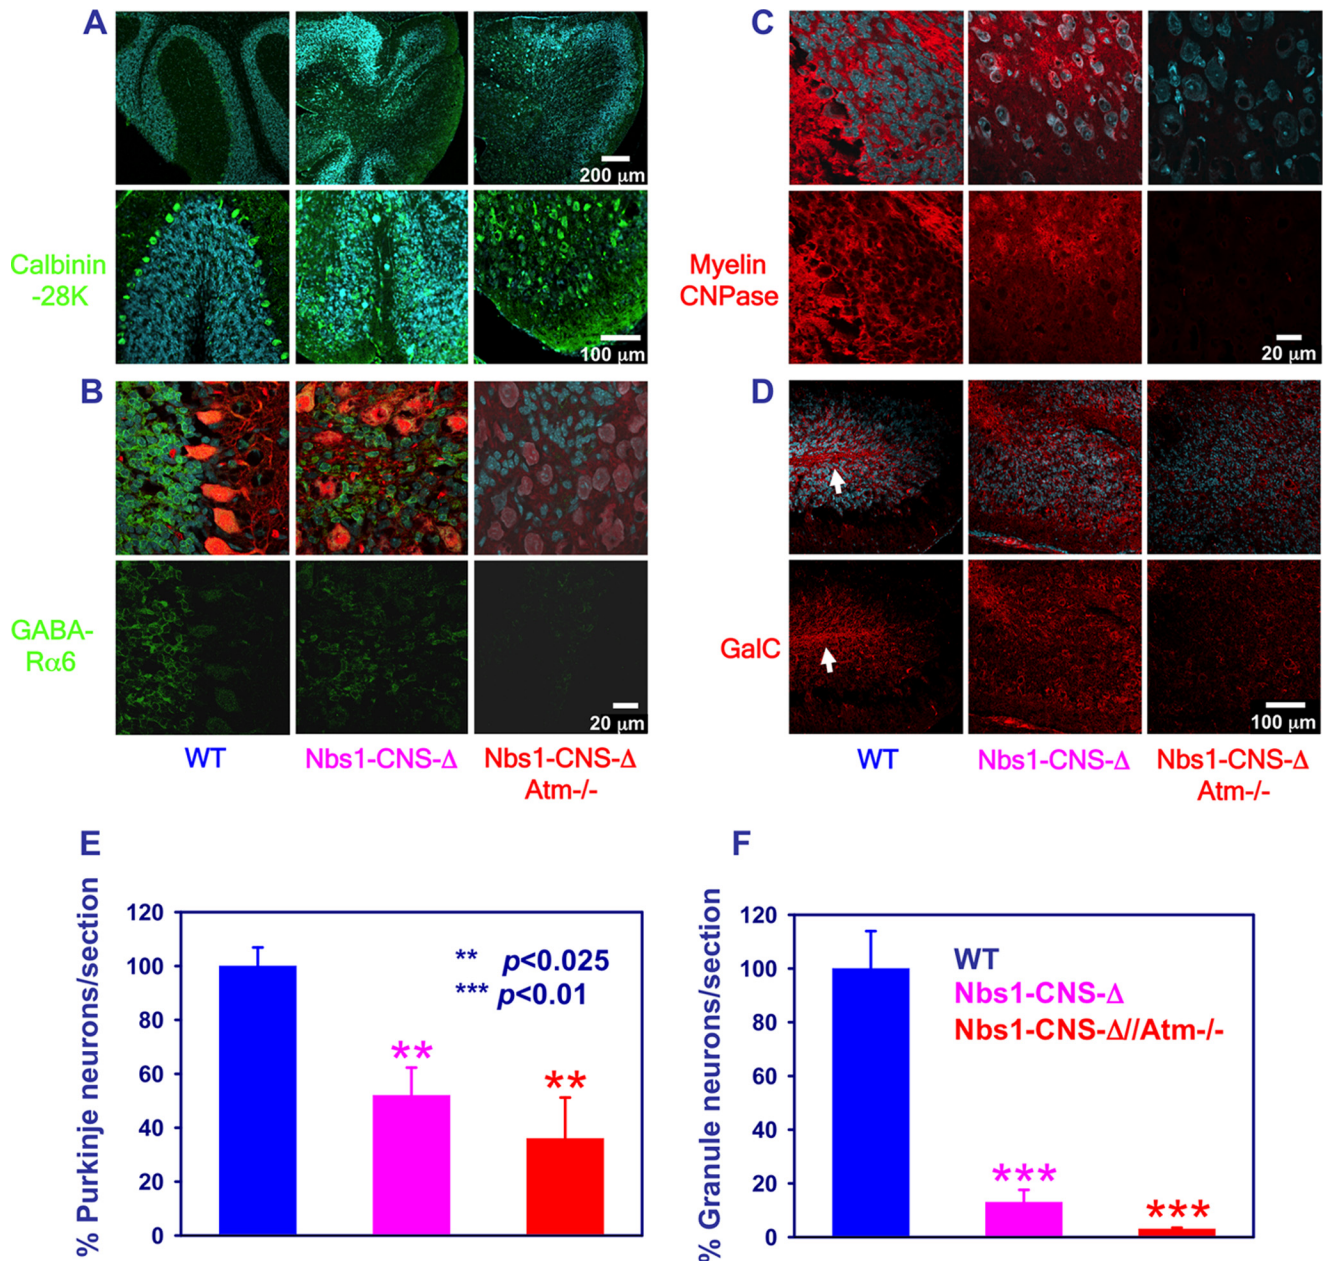 A
200 μm
Calbinin
-28K
100 μm
B
GABA-
Rα6
20 μm
WT
Nbs1-CNS-Δ
Nbs1-CNS-Δ
Atm-/-
C
Myelin
CNPase
20 μm
D
GalC
100 μm
WT
Nbs1-CNS-Δ
Nbs1-CNS-Δ
Atm-/-
E
% Purkinje neurons/section
120
100
80
60
40
20
0
** p<0.025
*** p<0.01
**
**
F
% Granule neurons/section
120
100
80
60
40
20
0
WT
Nbs1-CNS-Δ
Nbs1-CNS-Δ//Atm-/-
***
***